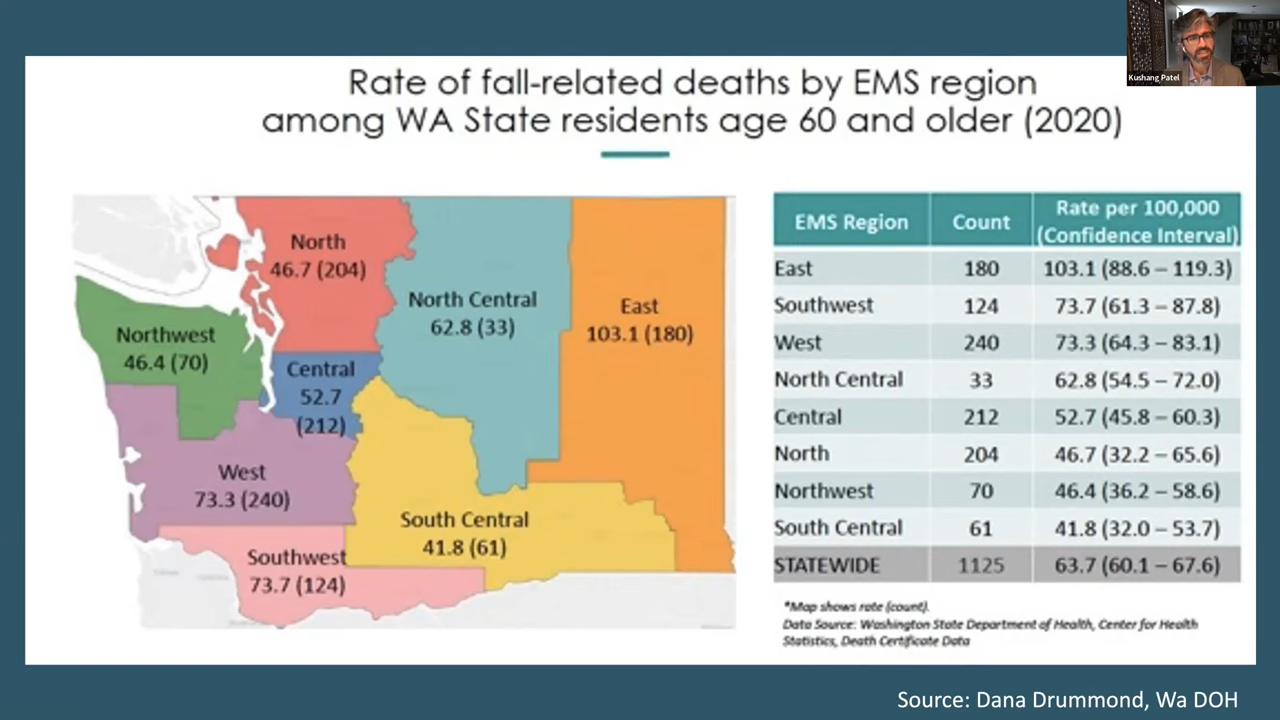 Kushang Patel
Rate of fall-related deaths by EMS region
among WA State residents age 60 and older (2020)
North
46.7 (204)
North Central
62.8 (33)
East
103.1 (180)
Northwest
46.4 (70)
Central
52.7
(212)
West
73.3 (240)
South Central
41.8 (61)
Southwest
73.7 (124)
EMS Region Count Rate per 100,000 (Confidence Interval)
East 180 103.1 (88.6 – 119.3)
Southwest 124 73.7 (61.3 – 87.8)
West 240 73.3 (64.3 – 83.1)
North Central 33 62.8 (54.5 – 72.0)
Central 212 52.7 (45.8 – 60.3)
North 204 46.7 (32.2 – 65.6)
Northwest 70 46.4 (36.2 – 58.6)
South Central 61 41.8 (32.0 – 53.7)
STATEWIDE 1125 63.7 (60.1 – 67.6)
*Map shows rate (count).
Data Source: Washington State Department of Health, Center for Health
Statistics, Death Certificate Data
Source: Dana Drummond, Wa DOH